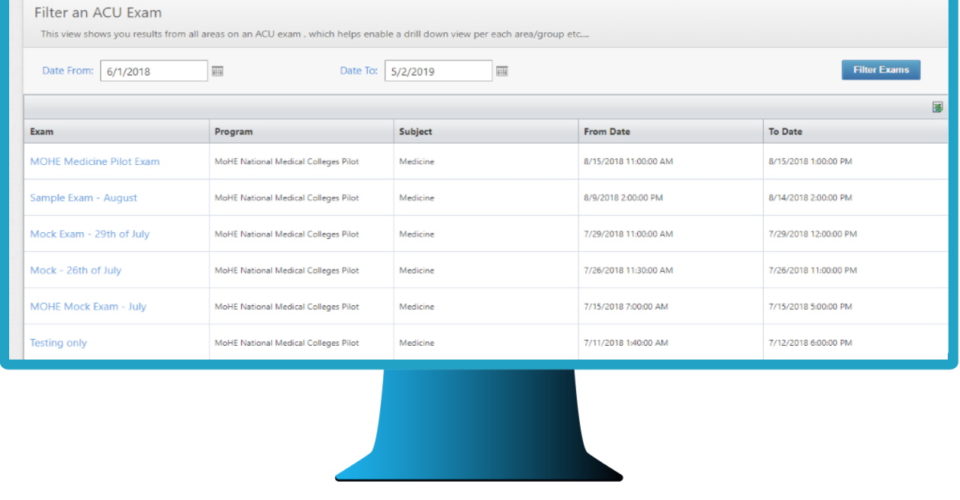 Filter an ACU Exam
This view shows you results from all areas on an ACU exam . which helps enable a drill down view per each area/group etc....
Date From: 6/1/2018 Date To: 5/2/2019 Filter Exams
Exam Program Subject From Date To Date
MOHE Medicine Pilot Exam MoHE National Medical Colleges Pilot Medicine 8/15/2018 11:00:00 AM 8/15/2018 1:00:00 PM
Sample Exam - August MoHE National Medical Colleges Pilot Medicine 8/9/2018 2:00:00 PM 8/14/2018 2:00:00 PM
Mock Exam - 29th of July MoHE National Medical Colleges Pilot Medicine 7/29/2018 11:00:00 AM 7/29/2018 12:00:00 PM
Mock - 26th of July MoHE National Medical Colleges Pilot Medicine 7/26/2018 11:30:00 AM 7/26/2018 11:00:00 PM
MOHE Mock Exam - July MoHE National Medical Colleges Pilot Medicine 7/15/2018 7:00:00 AM 7/15/2018 5:00:00 PM
Testing only MoHE National Medical Colleges Pilot Medicine 7/11/2018 1:40:00 AM 7/12/2018 6:00:00 PM